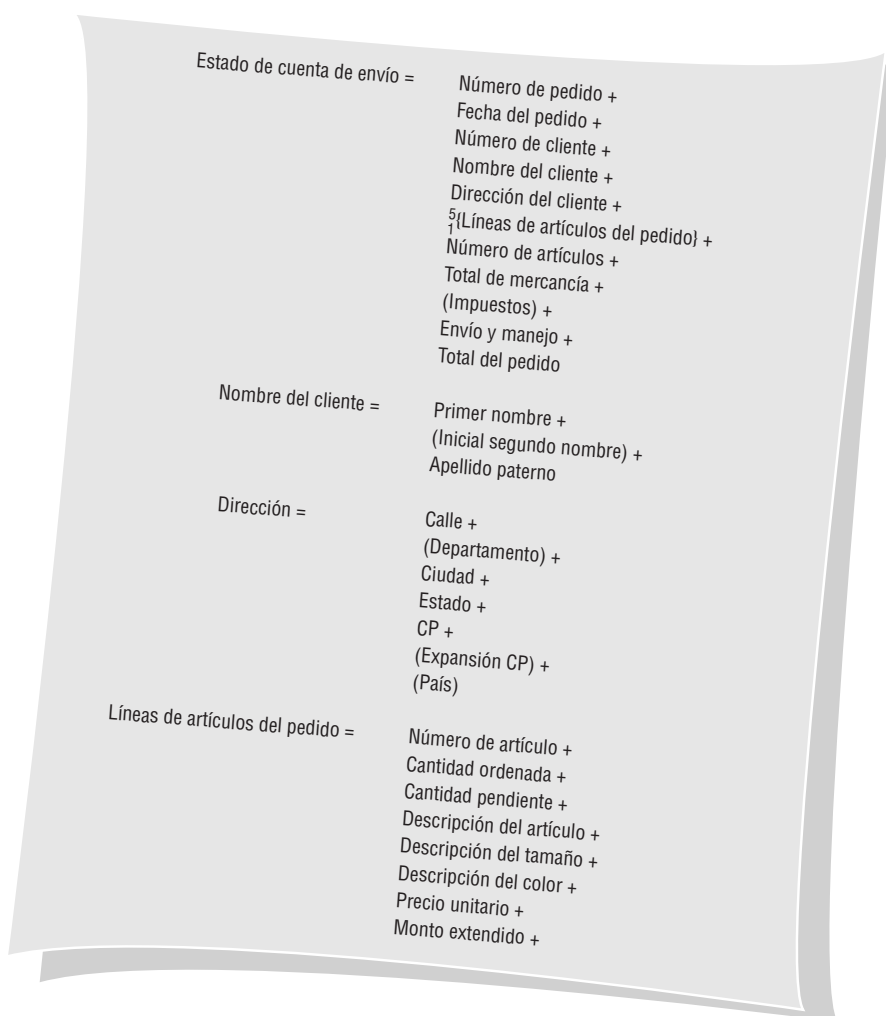 Estado de cuenta de envío = Número de pedido +
Fecha del pedido +
Número de cliente +
Nombre del cliente +
Dirección del cliente +
5
1{Líneas de artículos del pedido} +
Número de artículos +
Total de mercancía +
(Impuestos) +
Envío y manejo +
Total del pedido
Nombre del cliente = Primer nombre +
(Inicial segundo nombre) +
Apellido paterno
Dirección = Calle +
(Departamento) +
Ciudad +
Estado +
CP +
(Expansión CP) +
(País)
Líneas de artículos del pedido = Número de artículo +
Cantidad ordenada +
Cantidad pendiente +
Descripción del artículo +
Descripción del tamaño +
Descripción del color +
Precio unitario +
Monto extendido +